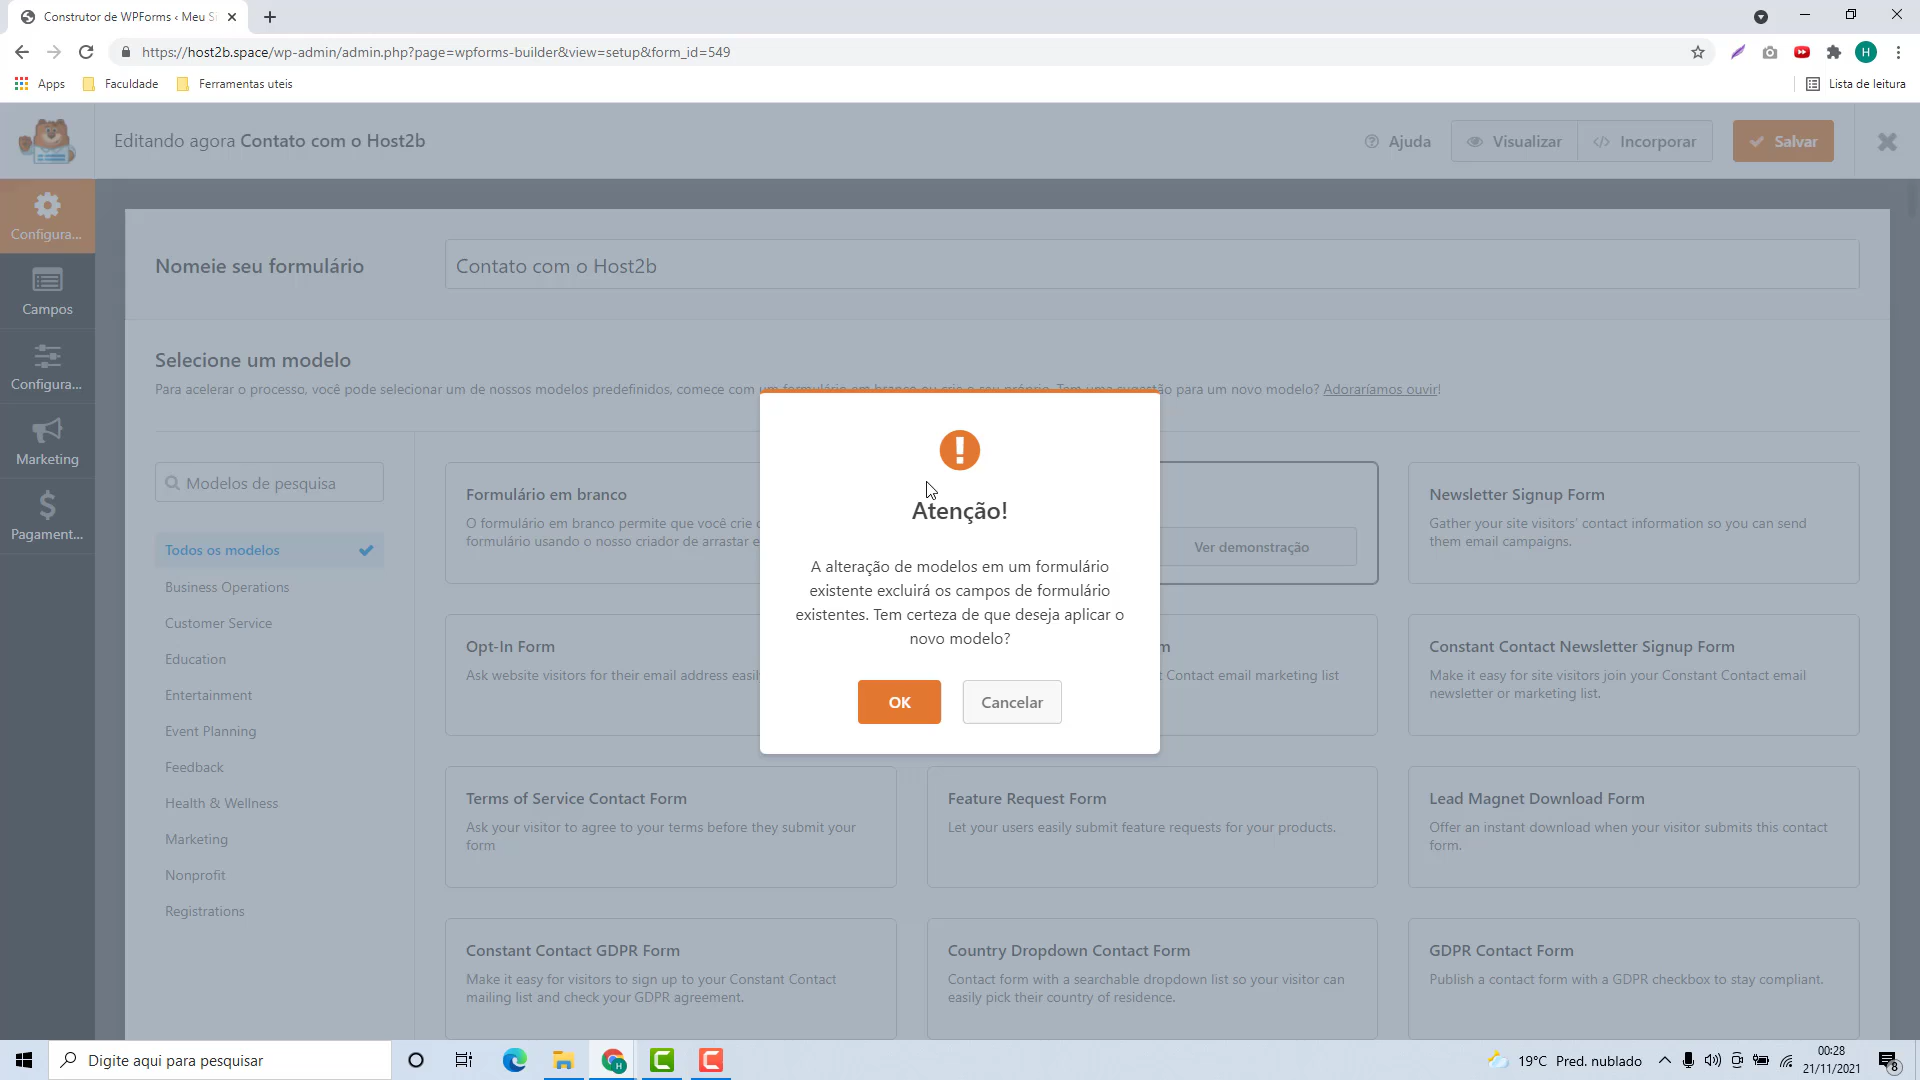 Construtor de WPForms ‹ Meu S
https://host2b.space/wp-admin/admin.php?page=wpforms-builder&view=setup&form_id=549
Apps
Faculdade
Ferramentas uteis
Lista de leitura
Editando agora Contato com o Host2b
Ajuda
Visualizar
Incorporar
Salvar
Configura...
Campos
Configura...
Marketing
Pagament...
Nomeie seu formulário
Contato com o Host2b
Selecione um modelo
Para acelerar o processo, você pode selecionar um de nossos modelos predefinidos, comece com um formulário em branco ou crie o seu próprio. Tem uma sugestão para um novo modelo? Adoraríamos ouvir!
Modelos de pesquisa
Todos os modelos
Business Operations
Customer Service
Education
Entertainment
Event Planning
Feedback
Health & Wellness
Marketing
Nonprofit
Registrations
Formulário em branco
O formulário em branco permite que você crie
formulário usando o nosso criador de arrastar e
Ver demonstração
Newsletter Signup Form
Gather your site visitors' contact information so you can send
them email campaigns.
Opt-In Form
Ask website visitors for their email address easil
m
Contact email marketing list
Constant Contact Newsletter Signup Form
Make it easy for site visitors join your Constant Contact email
newsletter or marketing list.
Terms of Service Contact Form
Ask your visitor to agree to your terms before they submit your
form
Feature Request Form
Let your users easily submit feature requests for your products.
Lead Magnet Download Form
Offer an instant download when your visitor submits this contact
form.
Constant Contact GDPR Form
Make it easy for visitors to sign up to your Constant Contact
mailing list and check your GDPR agreement.
Country Dropdown Contact Form
Contact form with a searchable dropdown list so your visitor can
easily pick their country of residence.
GDPR Contact Form
Publish a contact form with a GDPR checkbox to stay compliant.
Atenção!
A alteração de modelos em um formulário
existente excluirá os campos de formulário
existentes. Tem certeza de que deseja aplicar o
novo modelo?
OK
Cancelar
Digite aqui para pesquisar
19°C Pred. nublado
00:28
21/11/2021
8